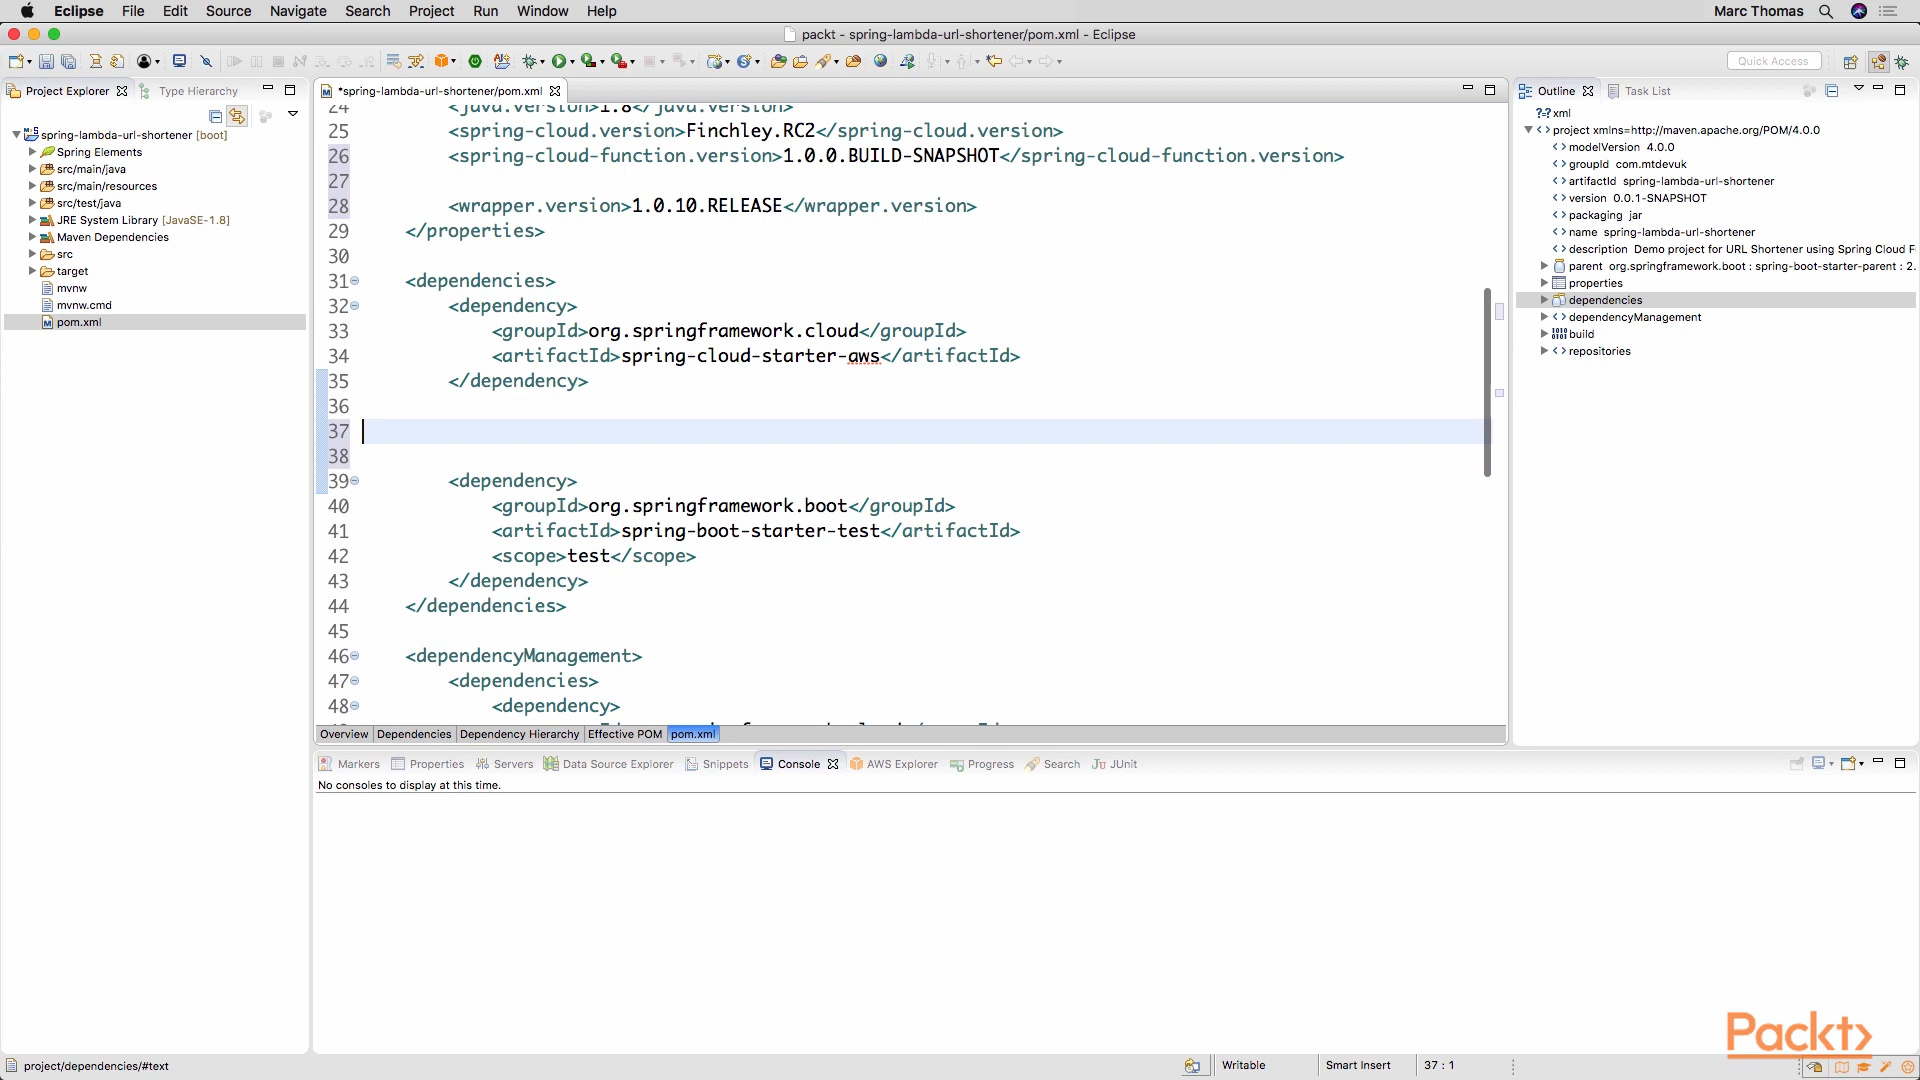 Eclipse File Edit Source Navigate Search Project Run Window Help Marc Thomas
packt - spring-lambda-url-shortener/pom.xml - Eclipse
Quick Access
Project Explorer Type Hierarchy
spring-lambda-url-shortener [boot]
Spring Elements
src/main/java
src/main/resources
src/test/java
JRE System Library [JavaSE-1.8]
Maven Dependencies
src
target
mvnw
mvnw.cmd
pom.xml
*spring-lambda-url-shortener/pom.xml
24 <java.version>1.8</java.version>
25 <spring-cloud.version>Finchley.RC2</spring-cloud.version>
26 <spring-cloud-function.version>1.0.0.BUILD-SNAPSHOT</spring-cloud-function.version>
27
28 <wrapper.version>1.0.10.RELEASE</wrapper.version>
29 </properties>
30
31 <dependencies>
32 <dependency>
33 <groupId>org.springframework.cloud</groupId>
34 <artifactId>spring-cloud-starter-aws</artifactId>
35 </dependency>
36
37
38
39 <dependency>
40 <groupId>org.springframework.boot</groupId>
41 <artifactId>spring-boot-starter-test</artifactId>
42 <scope>test</scope>
43 </dependency>
44 </dependencies>
45
46 <dependencyManagement>
47 <dependencies>
48 <dependency>
Overview Dependencies Dependency Hierarchy Effective POM pom.xml
Outline Task List
?=? xml
project xmlns=http://maven.apache.org/POM/4.0.0
modelVersion 4.0.0
groupId com.mtdevuk
artifactId spring-lambda-url-shortener
version 0.0.1-SNAPSHOT
packaging jar
name spring-lambda-url-shortener
description Demo project for URL Shortener using Spring Cloud F
parent org.springframework.boot : spring-boot-starter-parent : 2.
properties
dependencies
dependencyManagement
build
repositories
Markers Properties Servers Data Source Explorer Snippets Console AWS Explorer Progress Search JUnit
No consoles to display at this time.
Packt>
project/dependencies/#text Writable Smart Insert 37 : 1